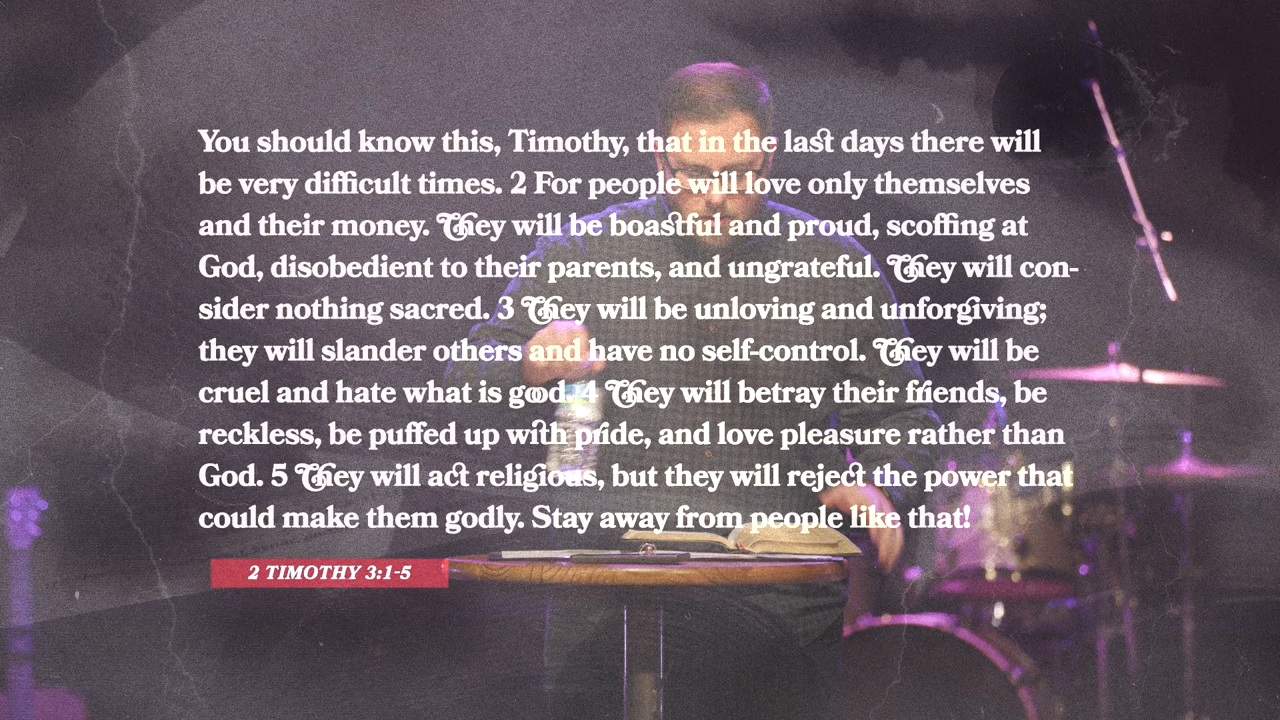 You should know this, Timothy, that in the last days there will
be very difficult times. 2 For people will love only themselves
and their money. They will be boastful and proud, scoffing at
God, disobedient to their parents, and ungrateful. They will con-
sider nothing sacred. 3 They will be unloving and unforgiving;
they will slander others and have no self-control. They will be
cruel and hate what is good. 4 They will betray their friends, be
reckless, be puffed up with pride, and love pleasure rather than
God. 5 They will act religious, but they will reject the power that
could make them godly. Stay away from people like that!
2 TIMOTHY 3:1-5